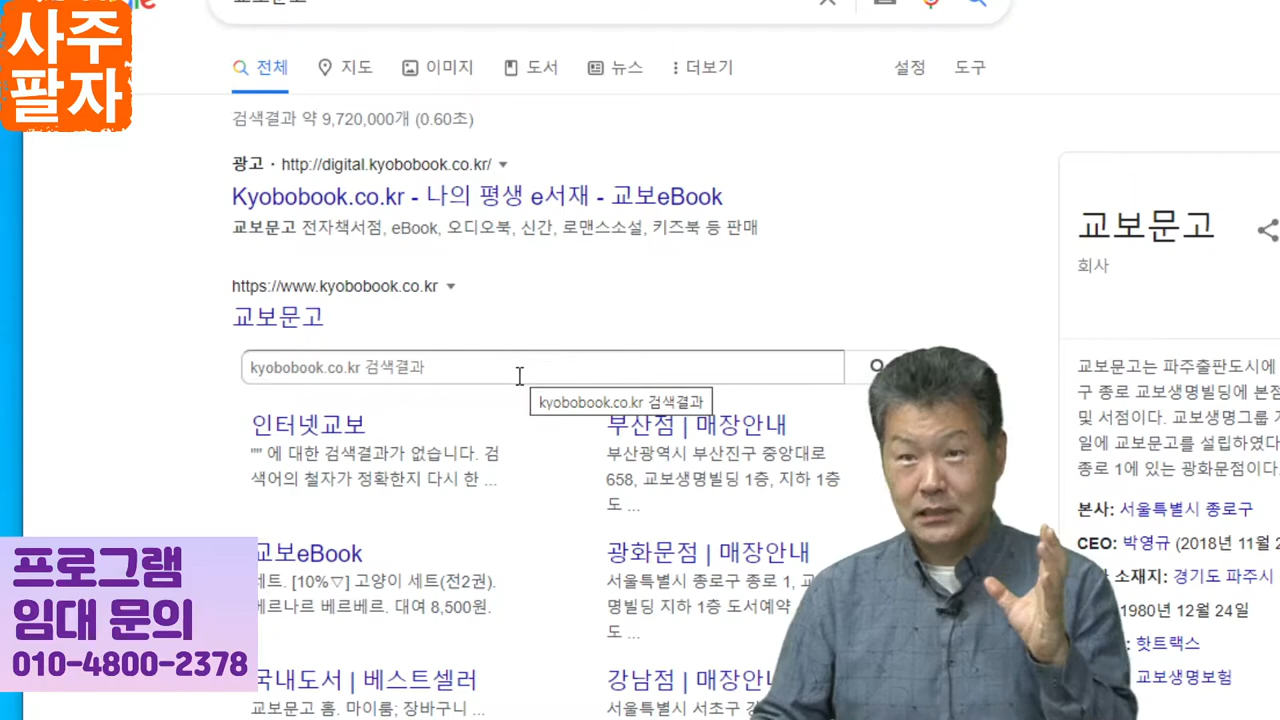 사주
팔자
교보문고
전체
지도
이미지
도서
뉴스
더보기
설정
도구
검색결과 약 9,720,000개 (0.60초)
광고 · http://digital.kyobobook.co.kr/
Kyobobook.co.kr - 나의 평생 e서재 - 교보eBook
교보문고 전자책서점, eBook, 오디오북, 신간, 로맨스소설, 키즈북 등 판매
https://www.kyobobook.co.kr
교보문고
kyobobook.co.kr 검색결과
kyobobook.co.kr 검색결과
인터넷교보
"" 에 대한 검색결과가 없습니다. 검
색어의 철자가 정확한지 다시 한 ...
부산점 | 매장안내
부산광역시 부산진구 중앙대로
658, 교보생명빌딩 1층, 지하 1층
도 ...
교보eBook
세트. [10%▽] 고양이 세트(전2권).
베르나르 베르베르. 대여 8,500원.
광화문점 | 매장안내
서울특별시 종로구 종로 1, 교
명빌딩 지하 1층 도서예약
도 ...
국내도서 | 베스트셀러
교보문고 홈. 마이룸; 장바구니 ...
강남점 | 매장안내
서울특별시 서초구 강
교보문고
회사
교보문고는 파주출판도시에
구 종로 교보생명빌딩에 본점
및 서점이다. 교보생명그룹
일에 교보문고를 설립하였다
종로 1에 있는 광화문점이다.
본사: 서울특별시 종로구
CEO: 박영규 (2018년 11월
소재지: 경기도 파주시
1980년 12월 24일
핫트랙스
교보생명보험
프로그램
임대 문의
010-4800-2378